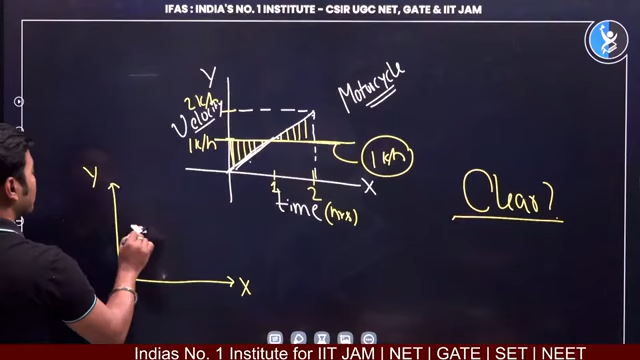 IFAS : INDIA'S NO. 1 INSTITUTE - CSIR UGC NET, GATE & IIT JAM
Y
Motorcycle
2 K/h
Velocity
1 K/h
1 K/h
X
1
2
time (hrs)
Clear?
Y
X
Indias No. 1 Institute for IIT JAM | NET | GATE | SET | NEET